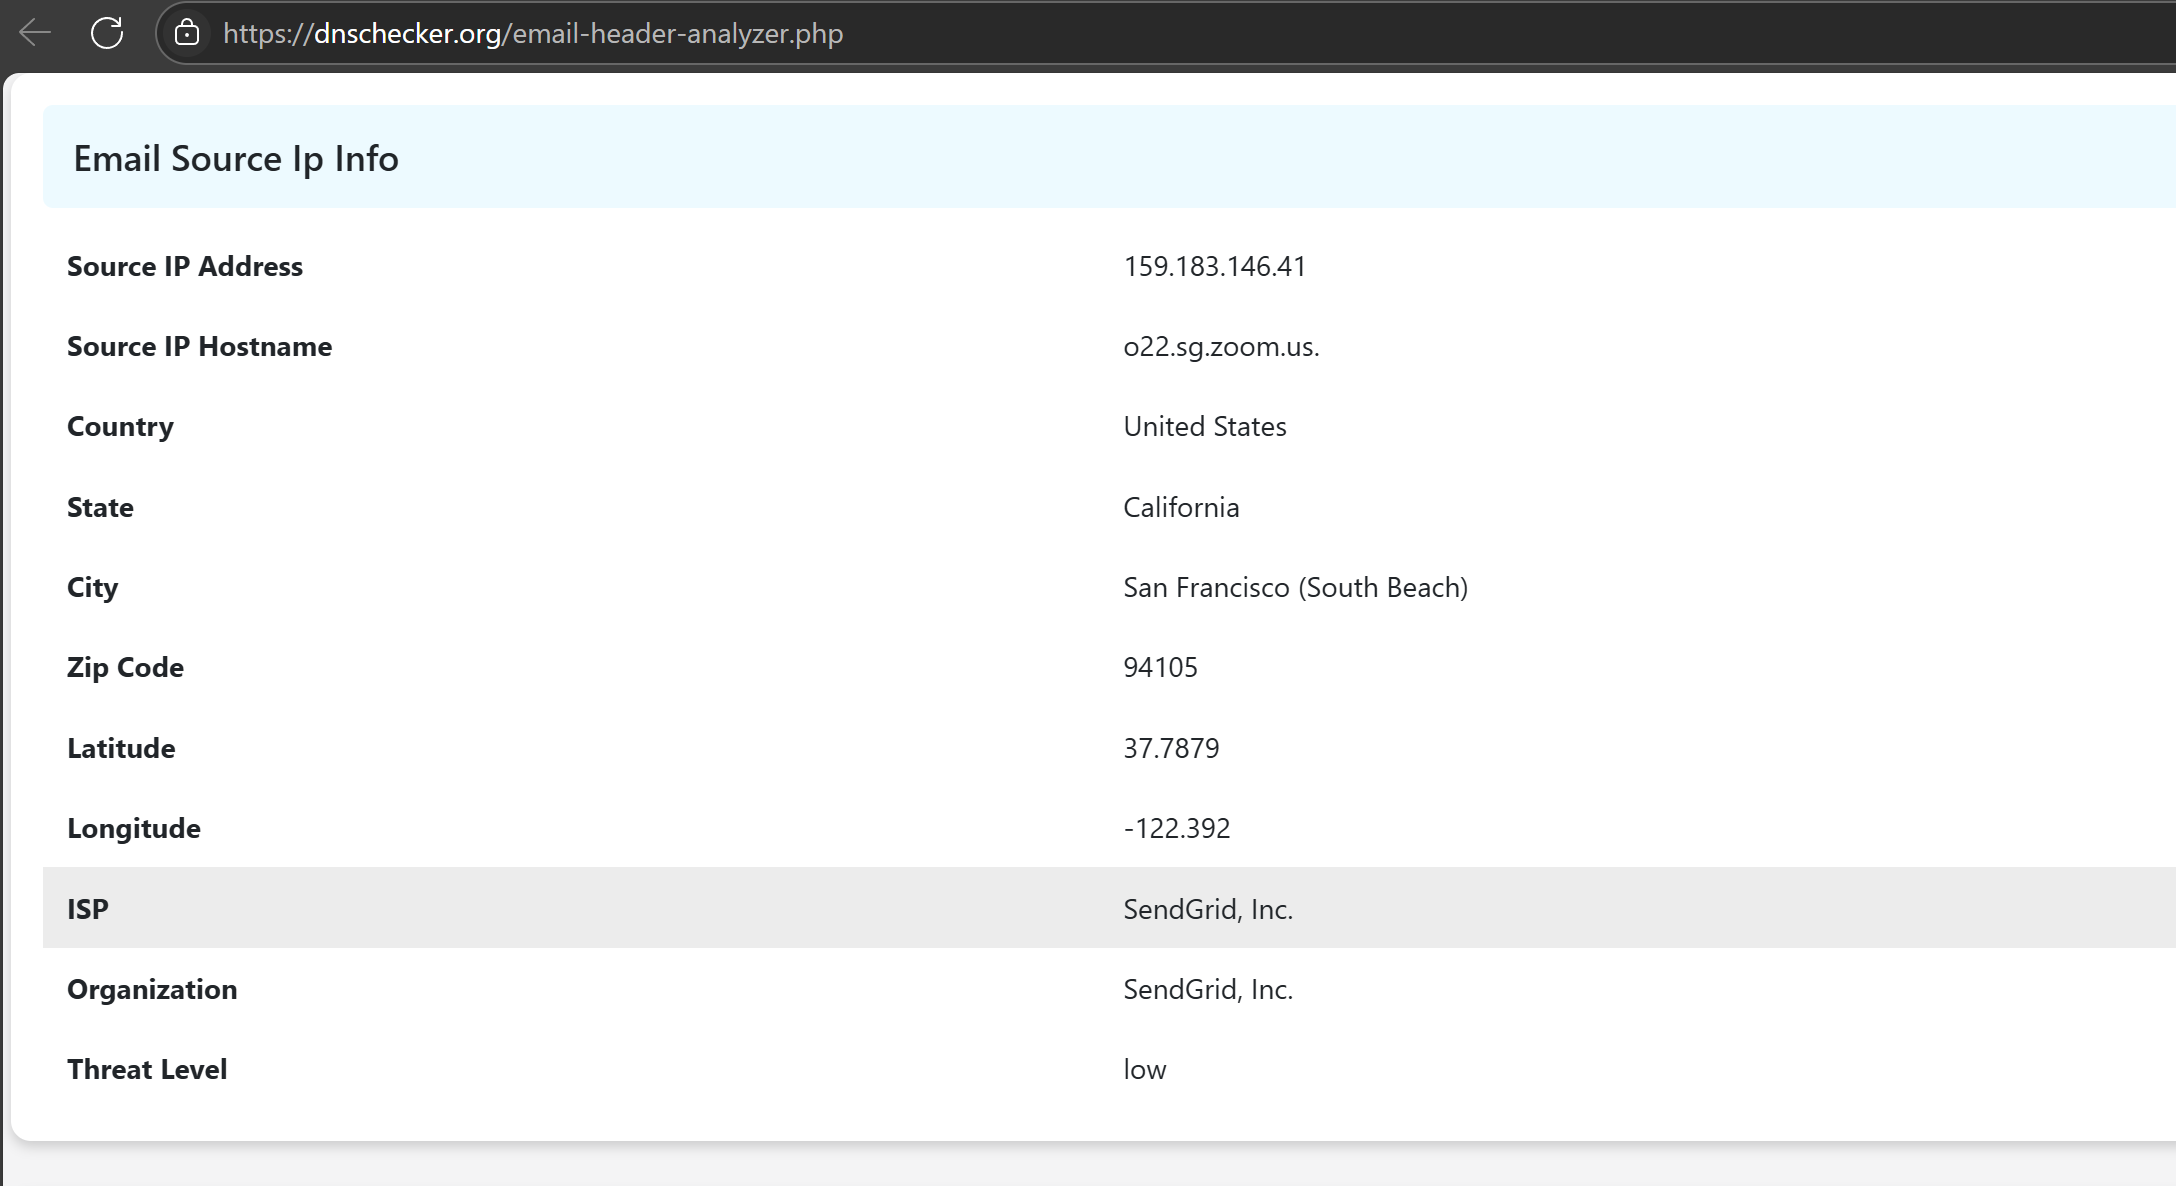 https://dnschecker.org/email-header-analyzer.php
Email Source Ip Info
Source IP Address 159.183.146.41
Source IP Hostname o22.sg.zoom.us.
Country United States
State California
City San Francisco (South Beach)
Zip Code 94105
Latitude 37.7879
Longitude -122.392
ISP SendGrid, Inc.
Organization SendGrid, Inc.
Threat Level low